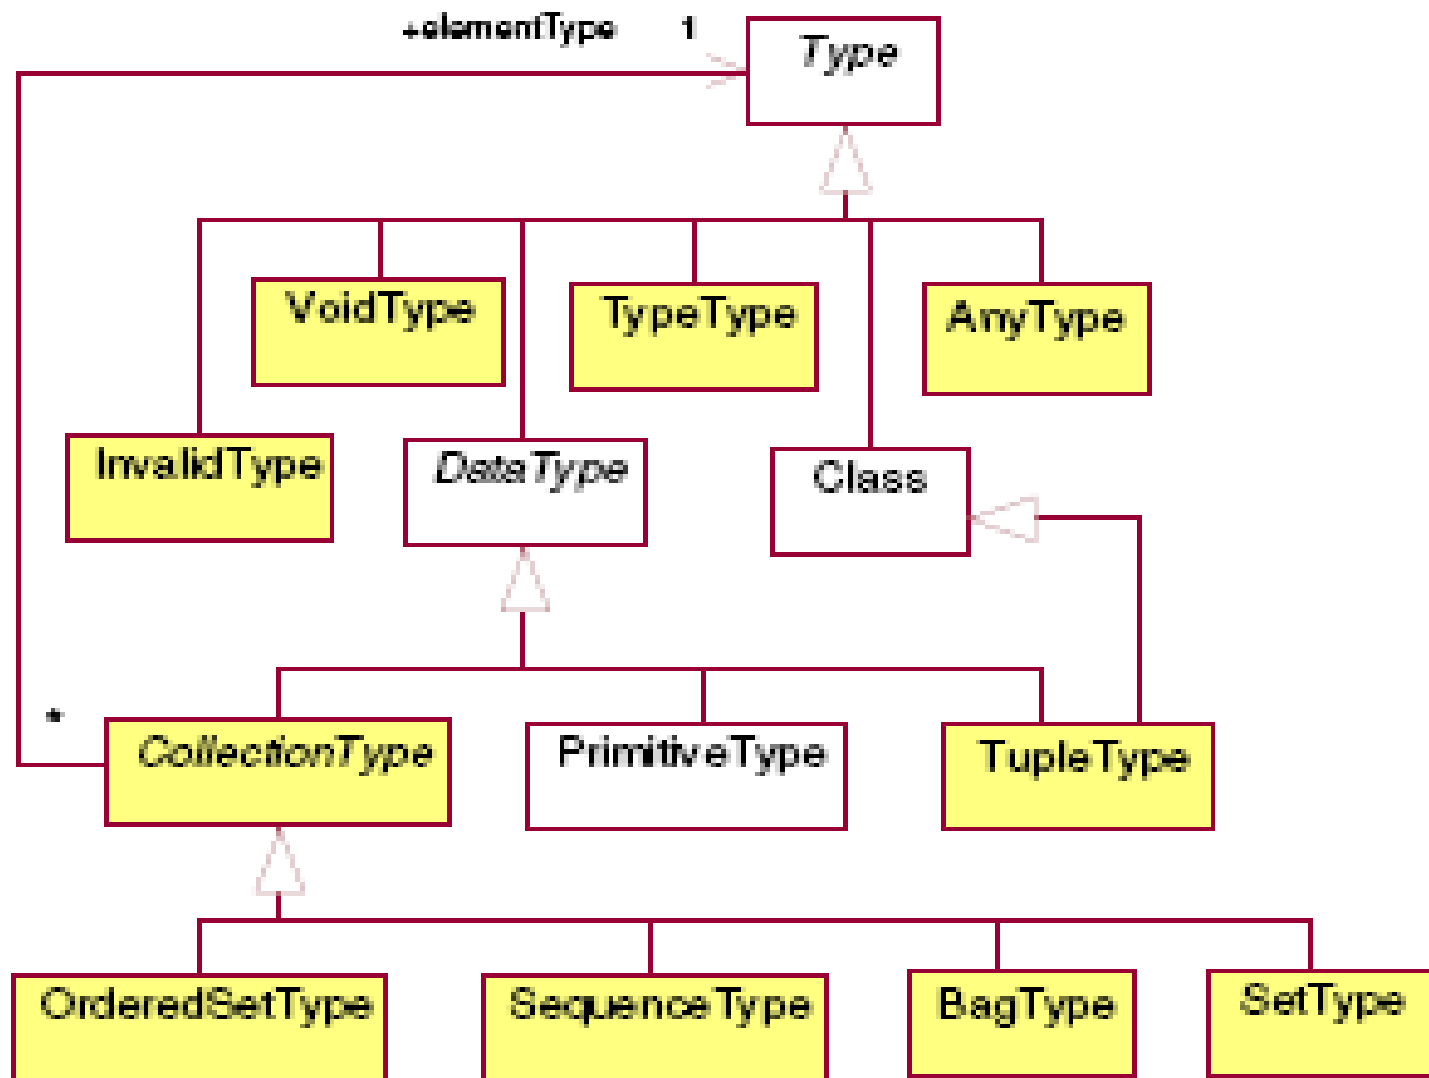 +elementType 1
Type
VoidType
TypeType
AnyType
InvalidType
DataType
Class
*
CollectionType
PrimitiveType
TupleType
OrderedSetType
SequenceType
BagType
SetType